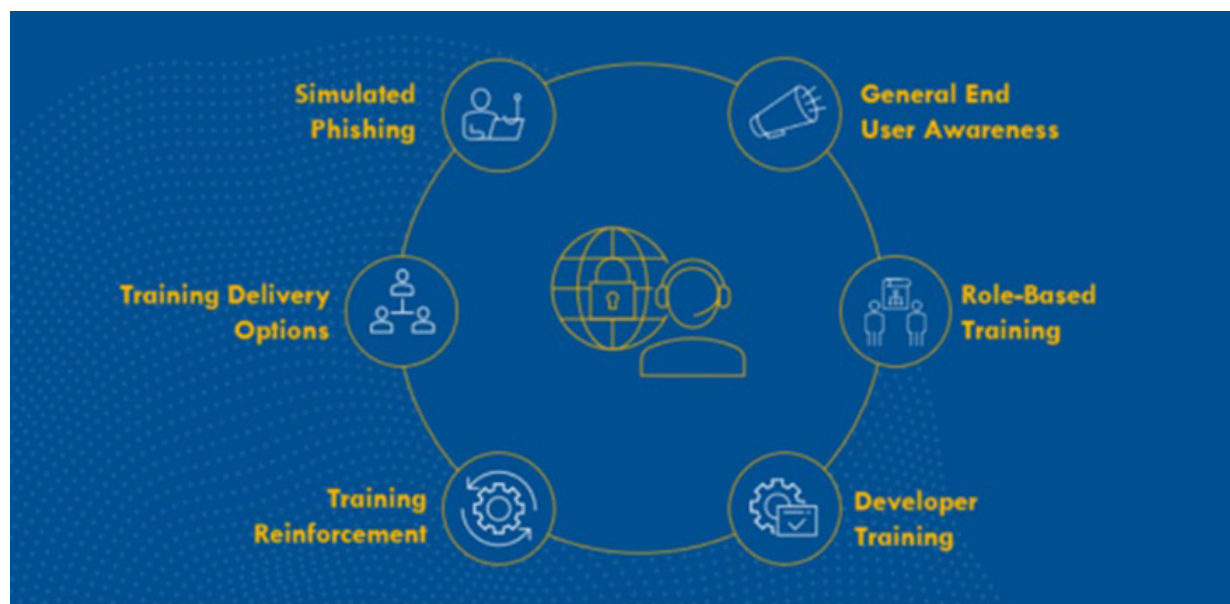 Simulated
Phishing
General End
User Awareness
Training Delivery
Options
Role-Based
Training
Training
Reinforcement
Developer
Training